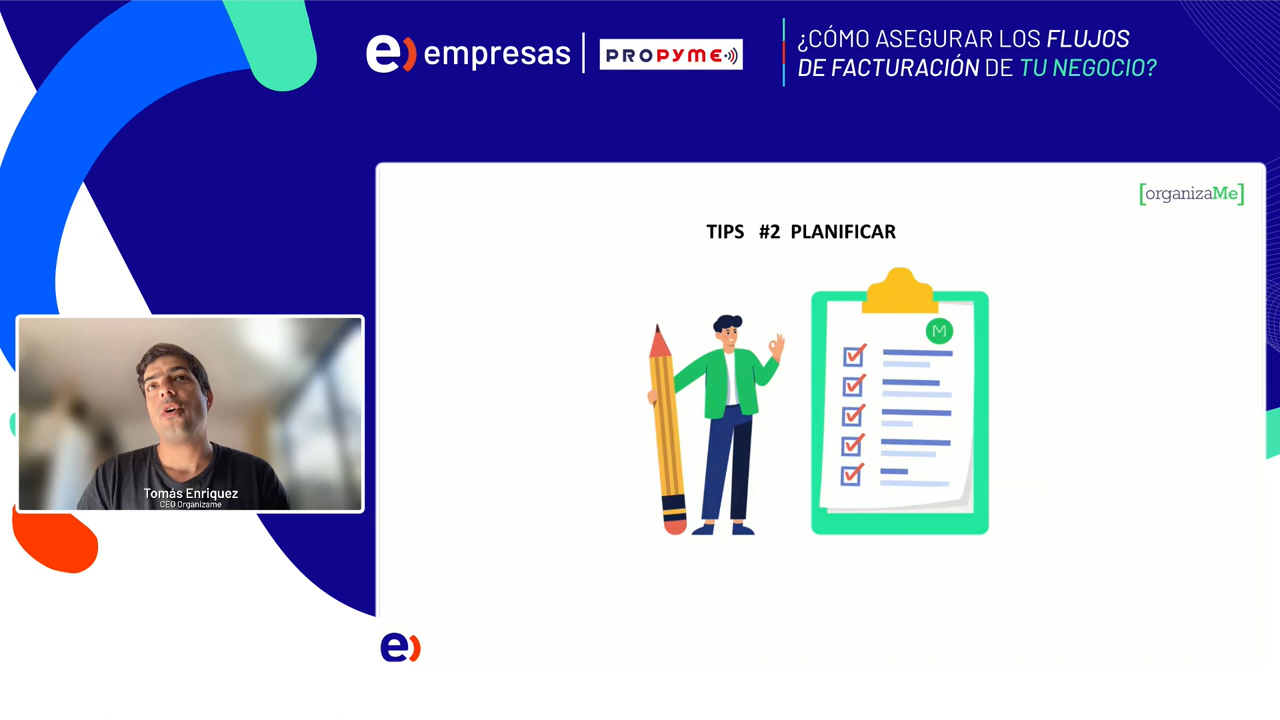 e) empresas
PROPYME
¿CÓMO ASEGURAR LOS FLUJOS
DE FACTURACIÓN DE TU NEGOCIO?
[organizaMe]
TIPS #2 PLANIFICAR
M
Tomás Enriquez
CEO Organizame
e)